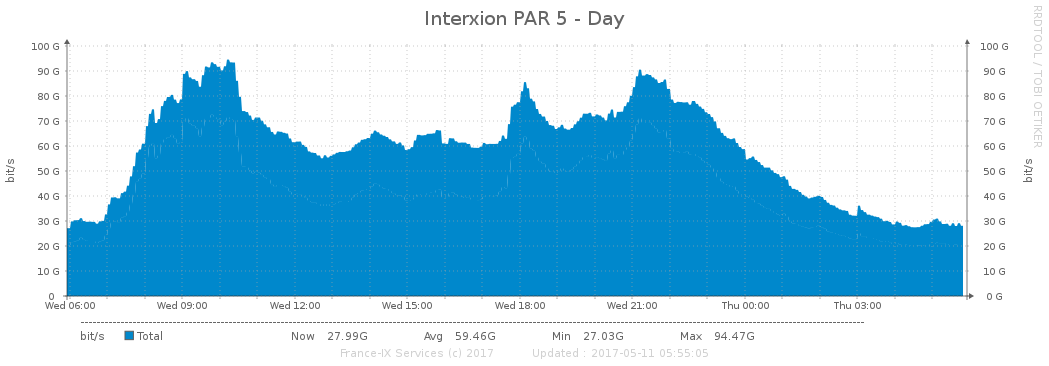 Interxion PAR 5 - Day
RRDTOOL / TOBI OETIKER
100 G 100 G
90 G 90 G
80 G 80 G
70 G 70 G
60 G 60 G
50 G 50 G
40 G 40 G
30 G 30 G
20 G 20 G
10 G 10 G
0 0 G
bit/s bit/s
Wed 06:00 Wed 09:00 Wed 12:00 Wed 15:00 Wed 18:00 Wed 21:00 Thu 00:00 Thu 03:00
bit/s Total Now 27.99G Avg 59.46G Min 27.03G Max 94.47G
France-IX Services (c) 2017 Updated : 2017-05-11 05:55:05